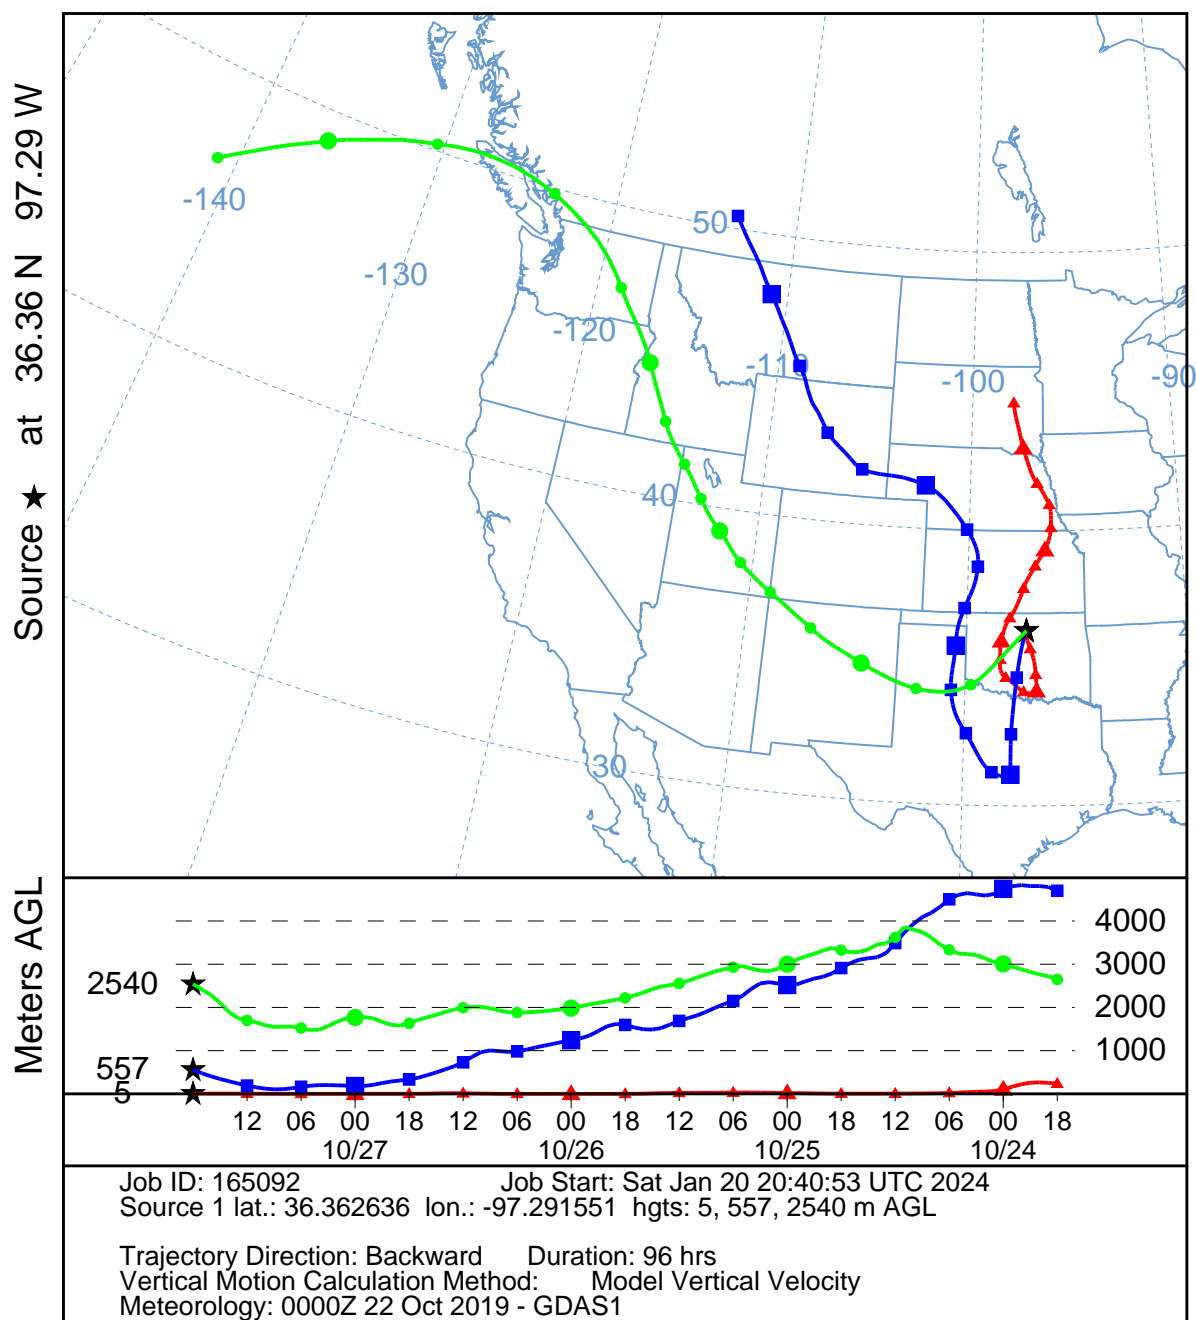 Source ★ at 36.36 N 97.29 W
-140
-130
-120
-110
-100
-90
50
40
30
Meters AGL
4000
3000
2000
1000
2540
557
5
12 06 00 18 12 06 00 18 12 06 00 18 12 06 00 18
10/27 10/26 10/25 10/24
Job ID: 165092 Job Start: Sat Jan 20 20:40:53 UTC 2024
Source 1 lat.: 36.362636 lon.: -97.291551 hgts: 5, 557, 2540 m AGL
Trajectory Direction: Backward Duration: 96 hrs
Vertical Motion Calculation Method: Model Vertical Velocity
Meteorology: 0000Z 22 Oct 2019 - GDAS1